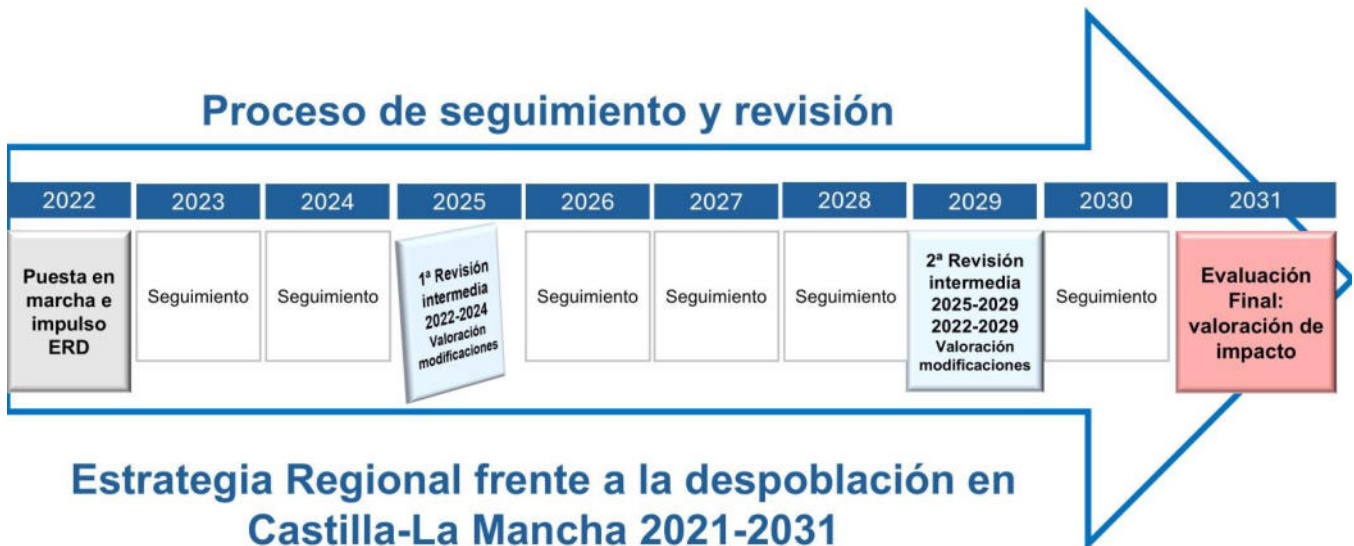 Proceso de seguimiento y revisión
2022
2023
2024
2025
2026
2027
2028
2029
2030
2031
Puesta en
marcha e
impulso
ERD
Seguimiento
Seguimiento
1ª Revisión
intermedia
2022-2024
Valoración
modificaciones
Seguimiento
Seguimiento
Seguimiento
2ª Revisión
intermedia
2025-2029
2022-2029
Valoración
modificaciones
Seguimiento
Evaluación
Final:
valoración de
impacto
Estrategia Regional frente a la despoblación en
Castilla-La Mancha 2021-2031